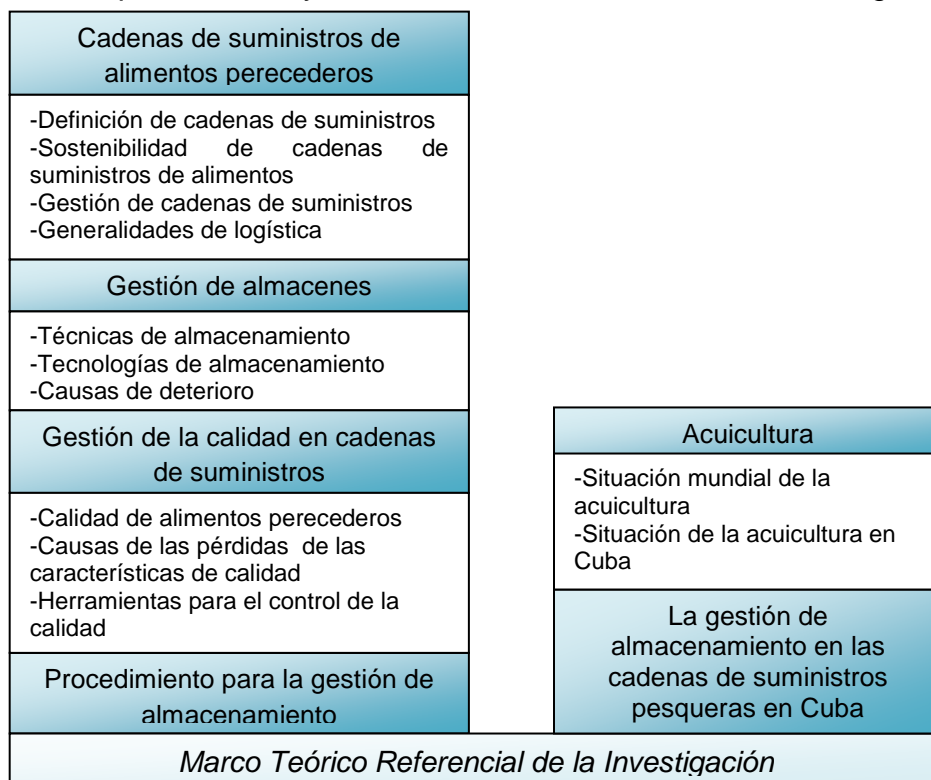 Cadenas de suministros de
alimentos perecederos
-Definición de cadenas de suministros
-Sostenibilidad de cadenas de
suministros de alimentos
-Gestión de cadenas de suministros
-Generalidades de logística
Gestión de almacenes
-Técnicas de almacenamiento
-Tecnologías de almacenamiento
-Causas de deterioro
Gestión de la calidad en cadenas
de suministros
-Calidad de alimentos perecederos
-Causas de las pérdidas de las
características de calidad
-Herramientas para el control de la
calidad
Procedimiento para la gestión de
almacenamiento
Acuicultura
-Situación mundial de la
acuicultura
-Situación de la acuicultura en
Cuba
La gestión de
almacenamiento en las
cadenas de suministros
pesqueras en Cuba
Marco Teórico Referencial de la Investigación